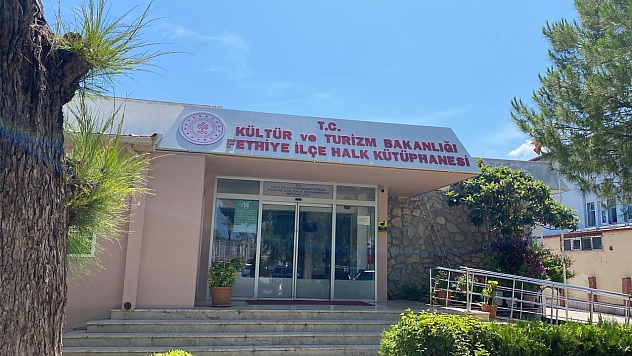 T.C.
KÜLTÜR ve TURİZM BAKANLIĞI
FETHİYE İLÇE HALK KÜTÜPHANESİ